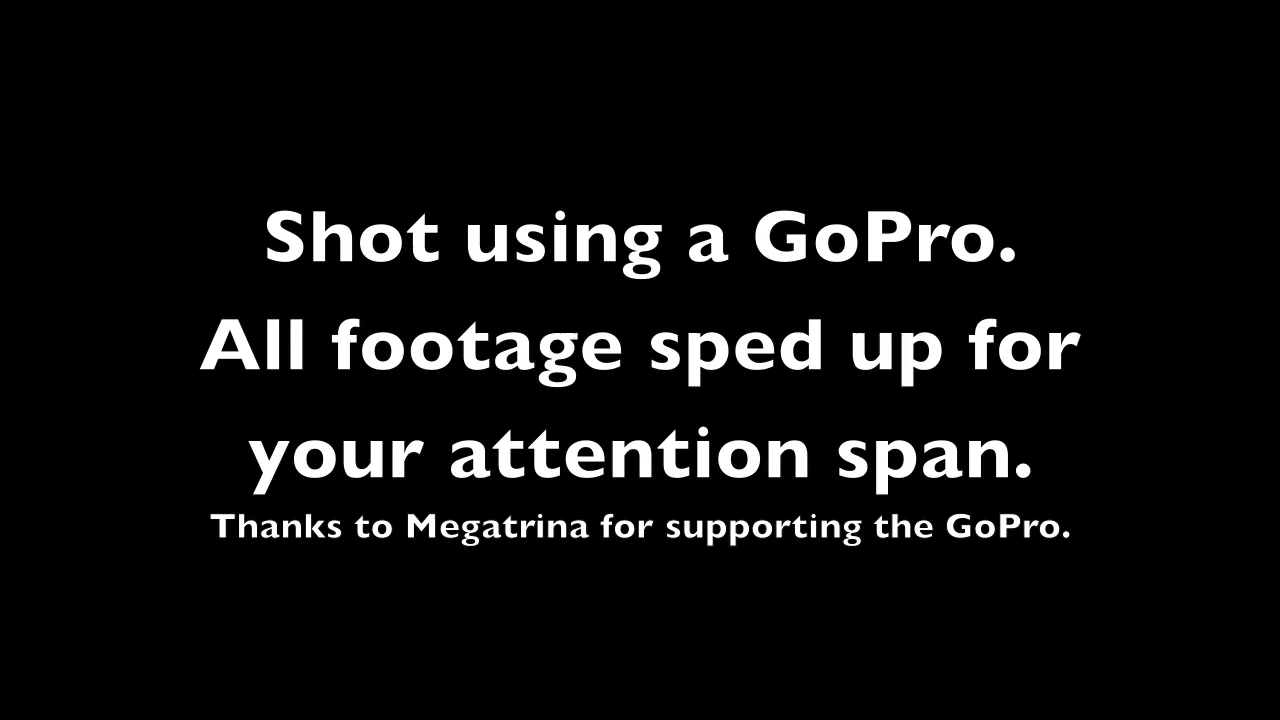 Shot using a GoPro.
All footage sped up for
your attention span.
Thanks to Megatrina for supporting the GoPro.